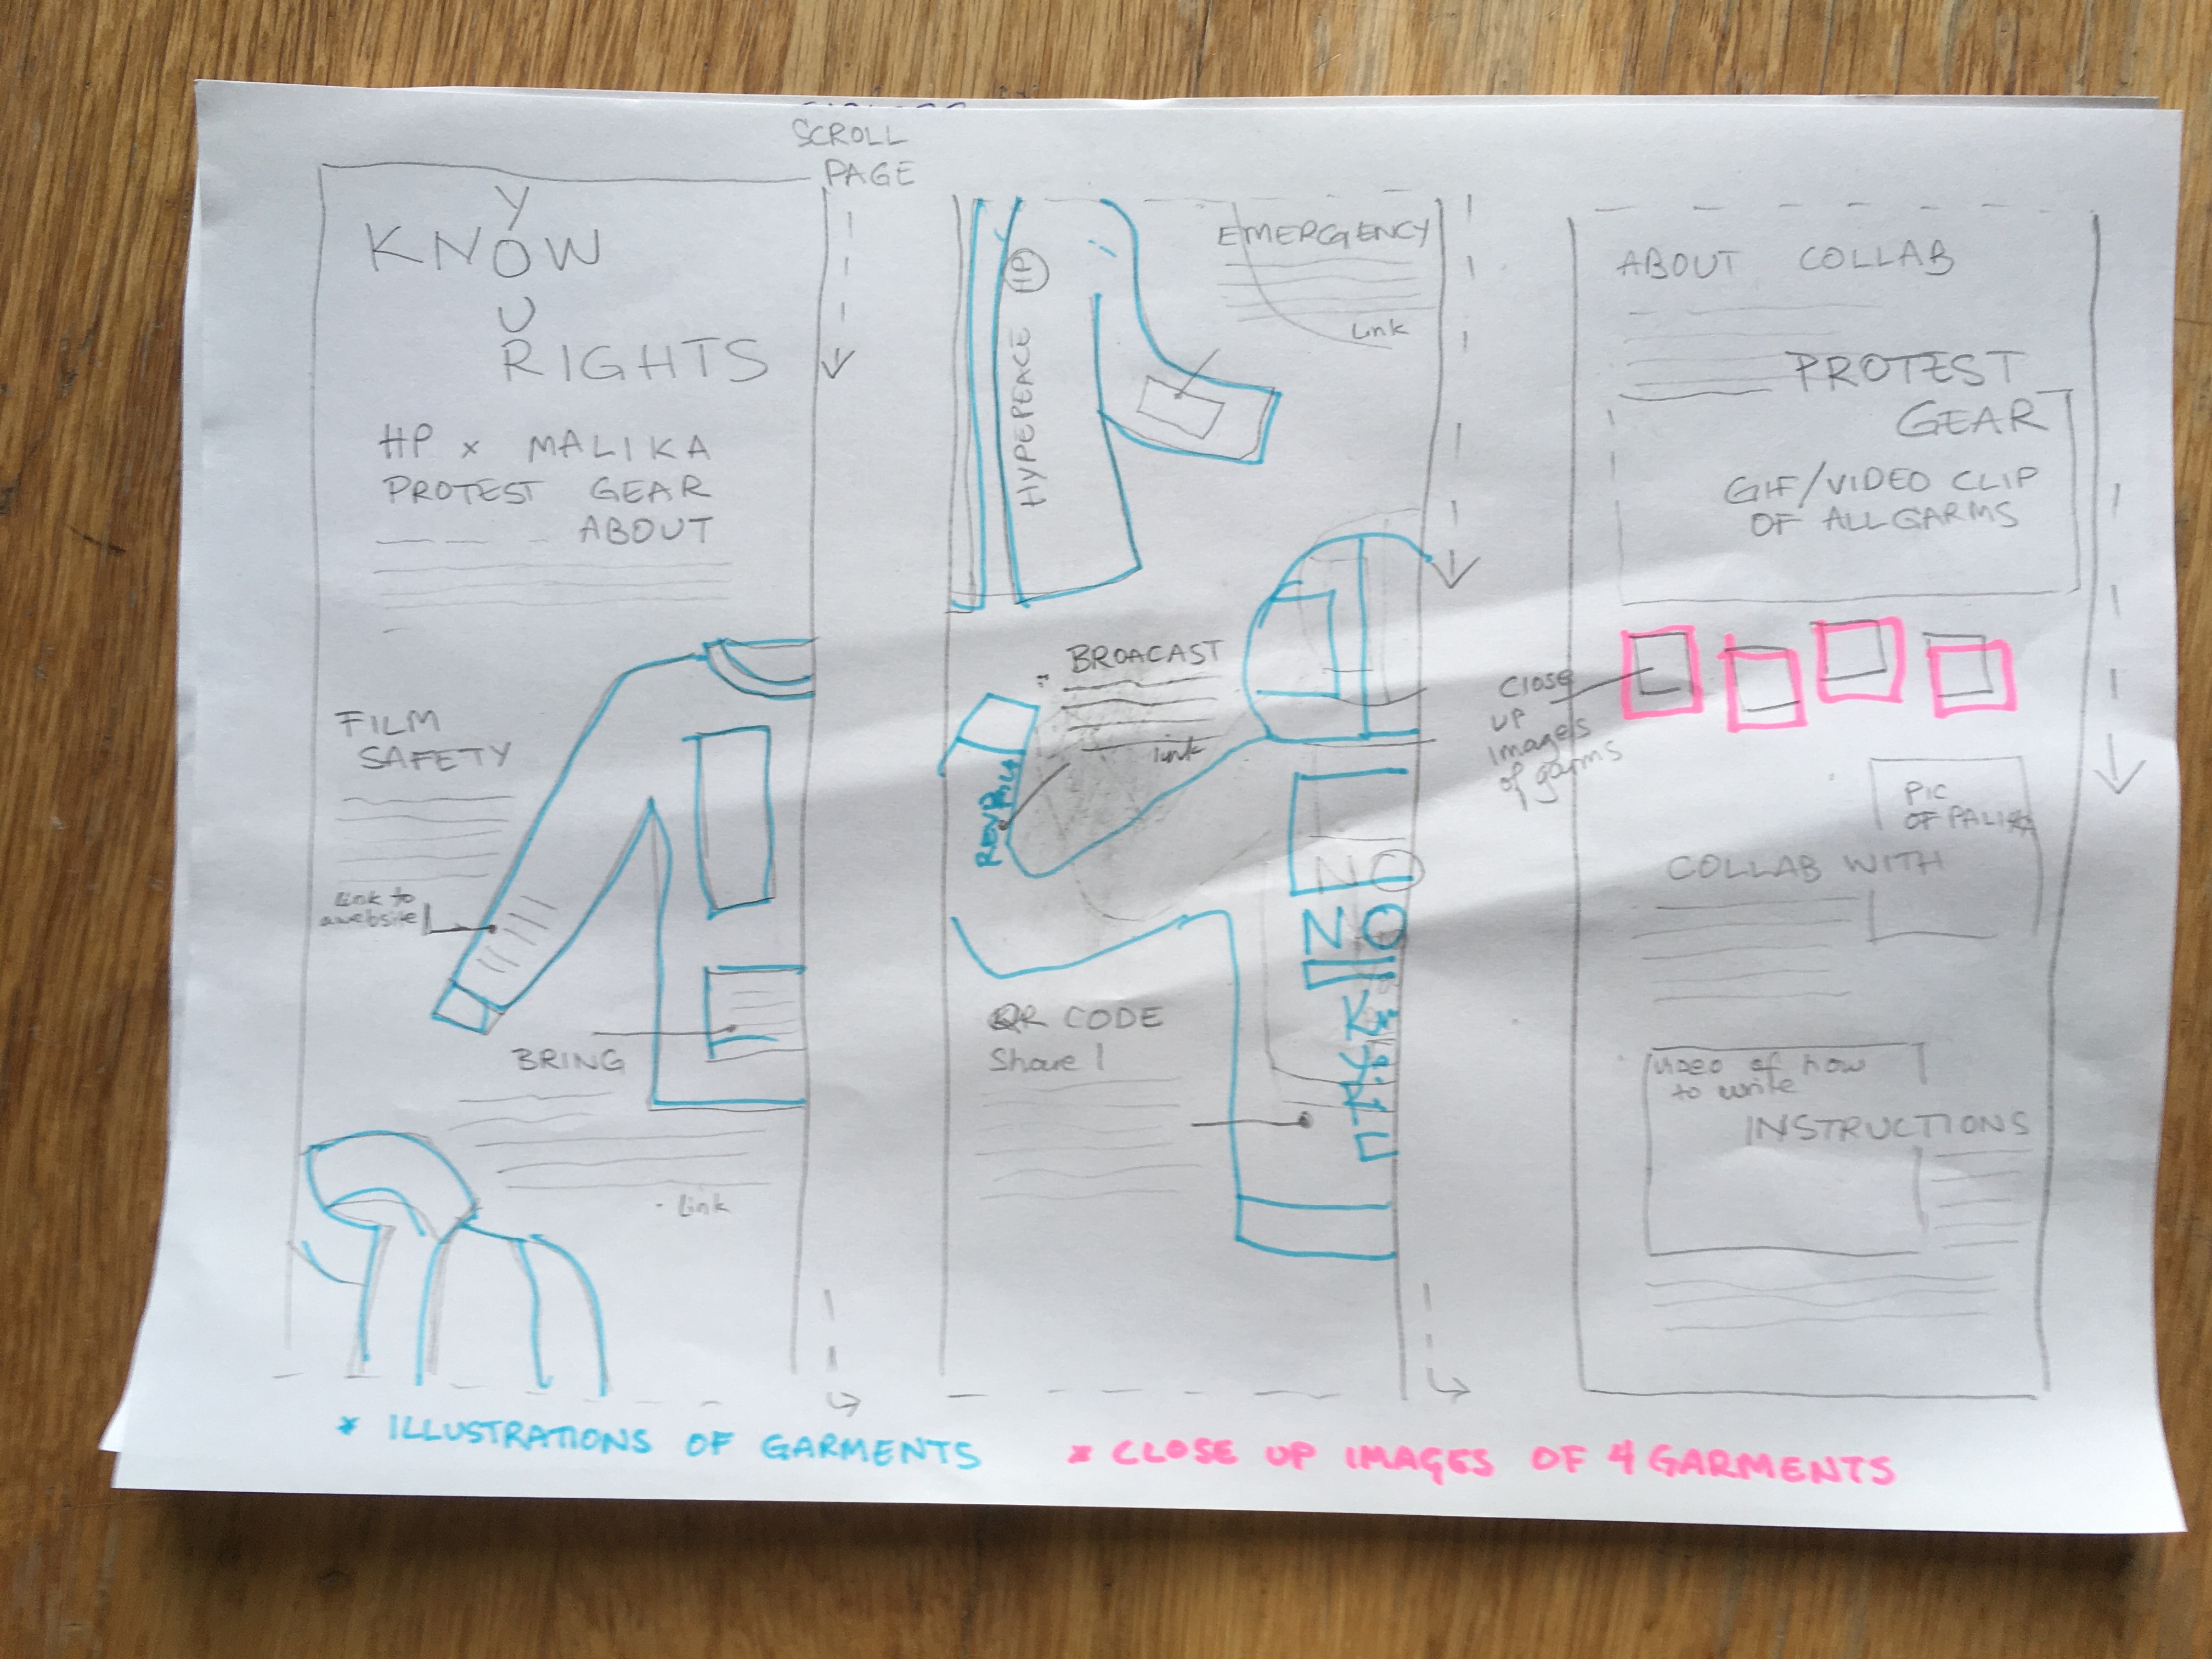 SCROLL
PAGE
Y
KNOW
U
RIGHTS
HP x MALIKA
PROTEST GEAR
ABOUT
FILM
SAFETY
Link to
a website
BRING
- Link
HYPEPEACE HP
EMERGENCY
Link
BROACAST
link
NO
NO
QR CODE
Share !
ABOUT COLLAB
PROTEST
GEAR
GIF/VIDEO CLIP
OF ALL GARMS
Close
up
images
of garms
PIC
OF
COLLAB WITH
Video of how
to write
INSTRUCTIONS
* ILLUSTRATIONS OF GARMENTS
* CLOSE UP IMAGES OF 4 GARMENTS